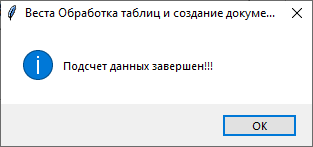 Веста Обработка таблиц и создание докуме...
Подсчет данных завершен!!!
OK